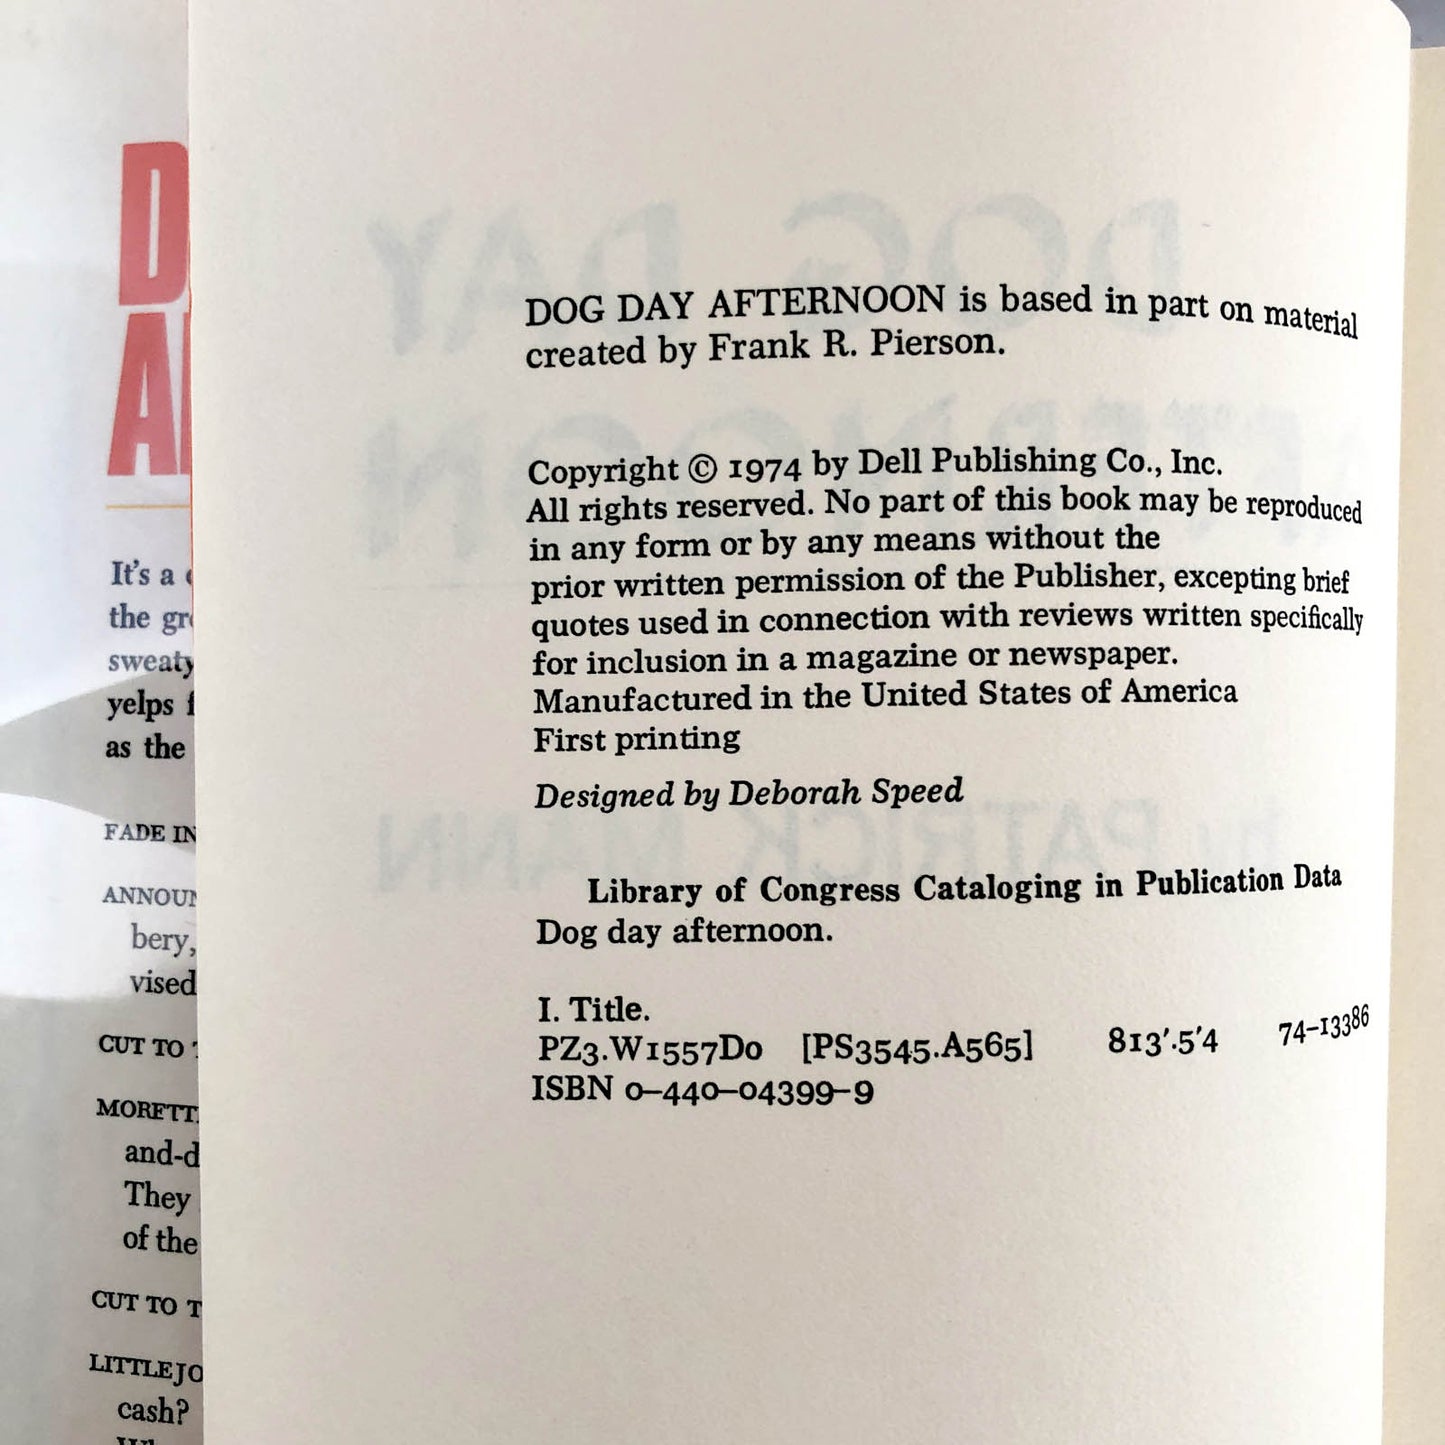 D
A
It's a
the gr
sweaty
yelps f
as the
FADE IN
ANNOU
bery,
vised
CUT TO
MORETT
and-d
They
of the
CUT TO T
LITTLEJO
cash?
DOG DAY AFTERNOON is based in part on material
created by Frank R. Pierson.
Copyright © 1974 by Dell Publishing Co., Inc.
All rights reserved. No part of this book may be reproduced
in any form or by any means without the
prior written permission of the Publisher, excepting brief
quotes used in connection with reviews written specifically
for inclusion in a magazine or newspaper.
Manufactured in the United States of America
First printing
Designed by Deborah Speed
Library of Congress Cataloging in Publication Data
Dog day afternoon.
I. Title.
PZ3.W1557Do [PS3545.A565] 813'.5'4 74–13386
ISBN 0–440–04399–9